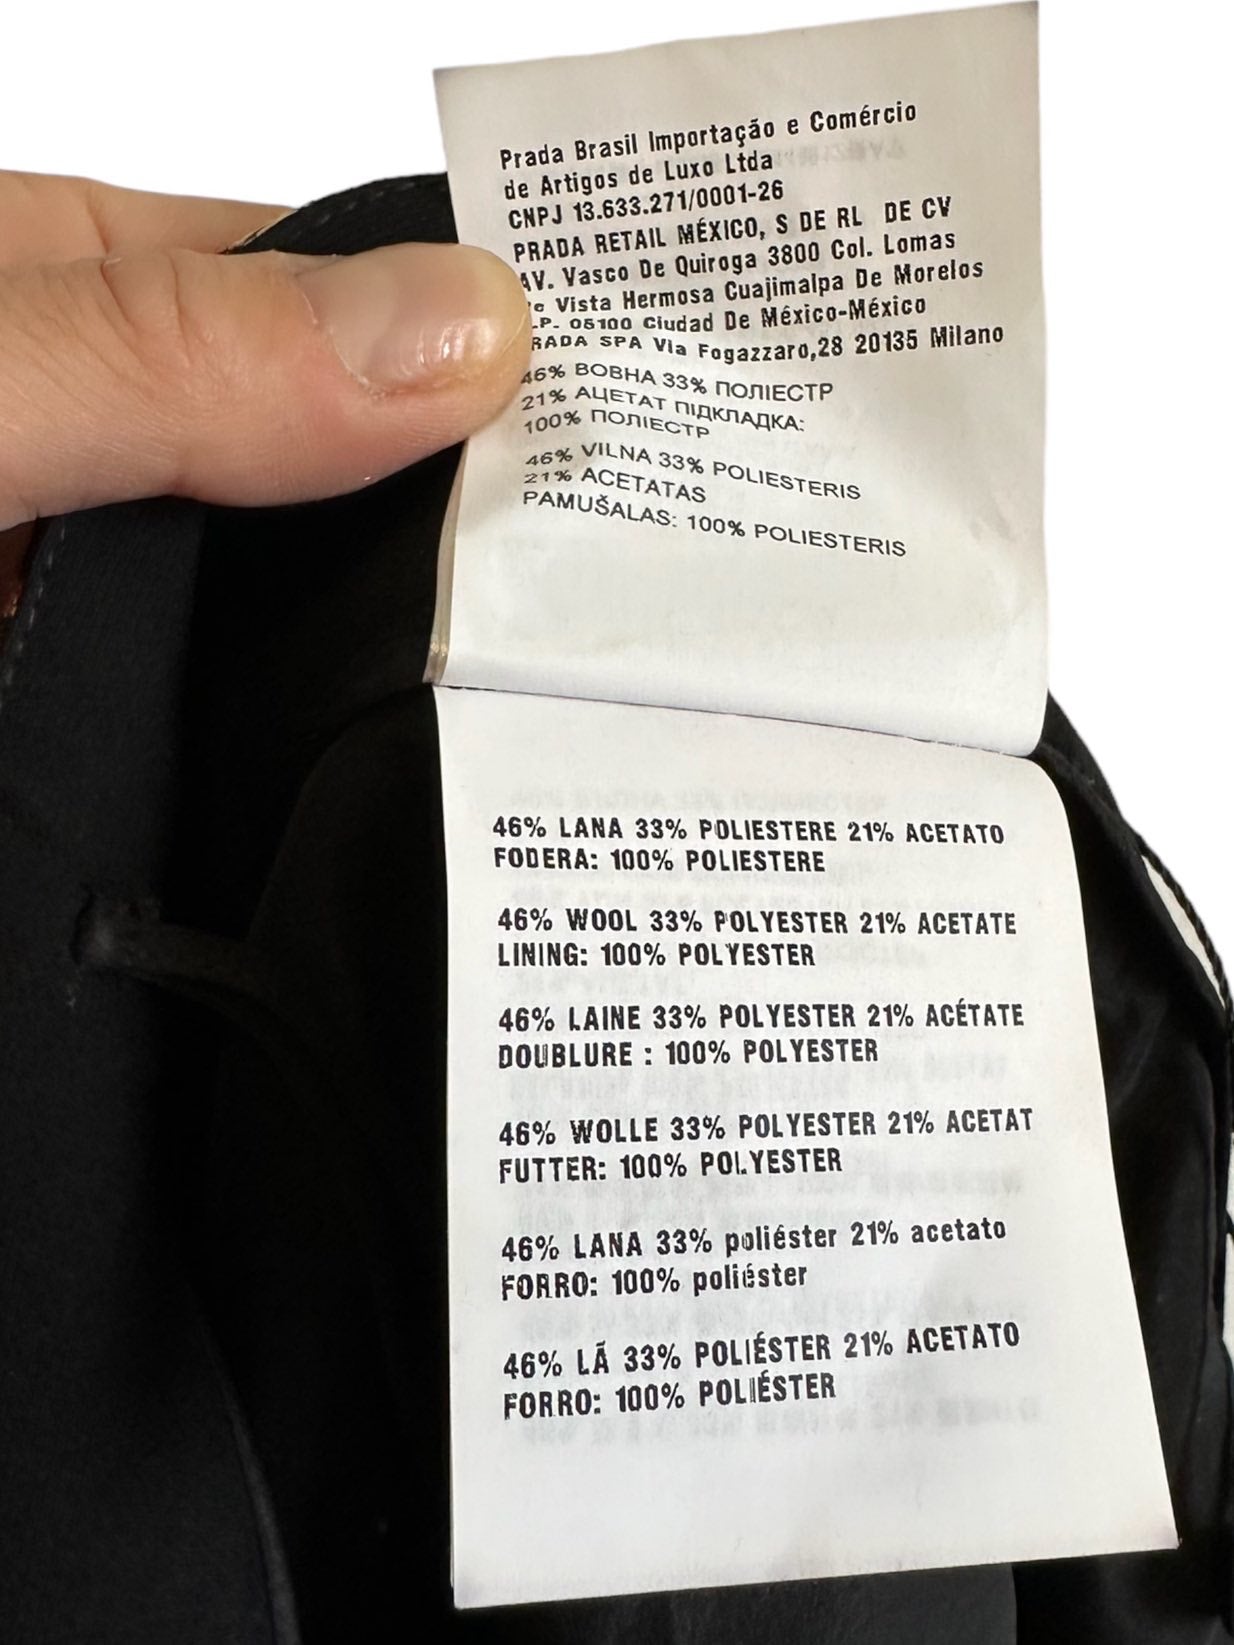 Prada Brasil Importação e Comércio
de Artigos de Luxo Ltda
CNPJ 13.633.271/0001-26
PRADA RETAIL MÉXICO, S DE RL DE CV
AV. Vasco De Quiroga 3800 Col. Lomas
Vista Hermosa Cuajimalpa De Morelos
.P. 05100 Ciudad De México-México
RADA SPA Via Fogazzaro,28 20135 Milano
46% ВОВНА 33% ПОЛІЕСТР
21% АЦЕТАТ ПІДКЛАДКА:
100% ПОЛІЕСТР
46% VILNA 33% POLIESTERIS
21% ACETATAS
PAMUŠALAS: 100% POLIESTERIS
46% LANA 33% POLIESTERE 21% ACETATO
FODERA: 100% POLIESTERE
46% WOOL 33% POLYESTER 21% ACETATE
LINING: 100% POLYESTER
46% LAINE 33% POLYESTER 21% ACÉTATE
DOUBLURE : 100% POLYESTER
46% WOLLE 33% POLYESTER 21% ACETAT
FUTTER: 100% POLYESTER
46% LANA 33% poliéster 21% acetato
FORRO: 100% poliéster
46% LÃ 33% POLIÉSTER 21% ACETATO
FORRO: 100% POLIÉSTER